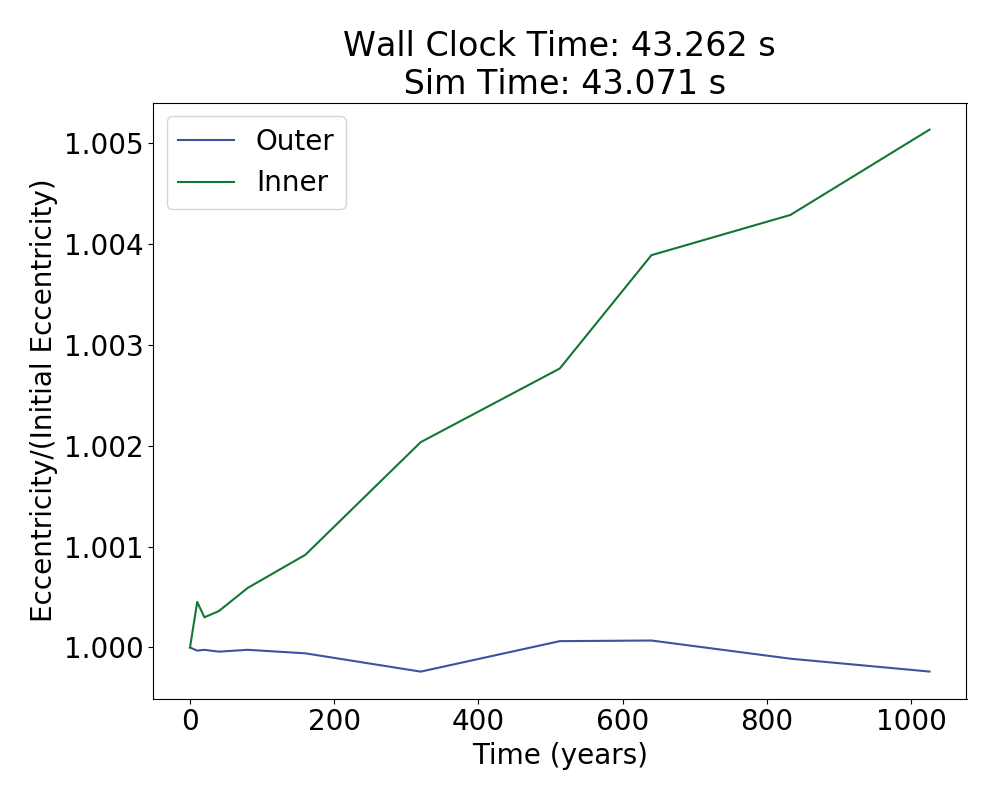 Wall Clock Time: 43.262 s
Sim Time: 43.071 s
Outer
Inner
1.005
1.004
1.003
1.002
1.001
1.000
Eccentricity/(Initial Eccentricity)
0 200 400 600 800 1000
Time (years)